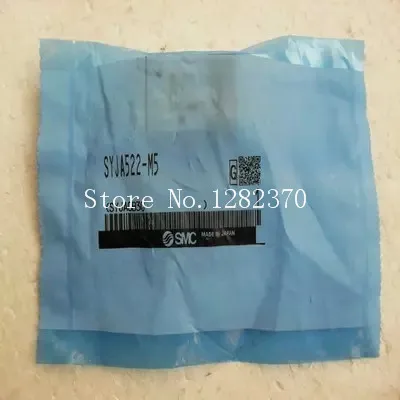 SYJA522-M5
G
Store No.1282370
SMC MADE IN JAPAN